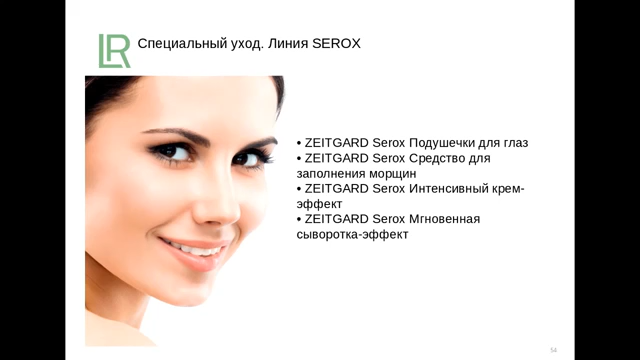 LR
Специальный уход. Линия SEROX
• ZEITGARD Serox Подушечки для глаз
• ZEITGARD Serox Средство для
заполнения морщин
• ZEITGARD Serox Интенсивный крем-
эффект
• ZEITGARD Serox Мгновенная
сыворотка-эффект
54